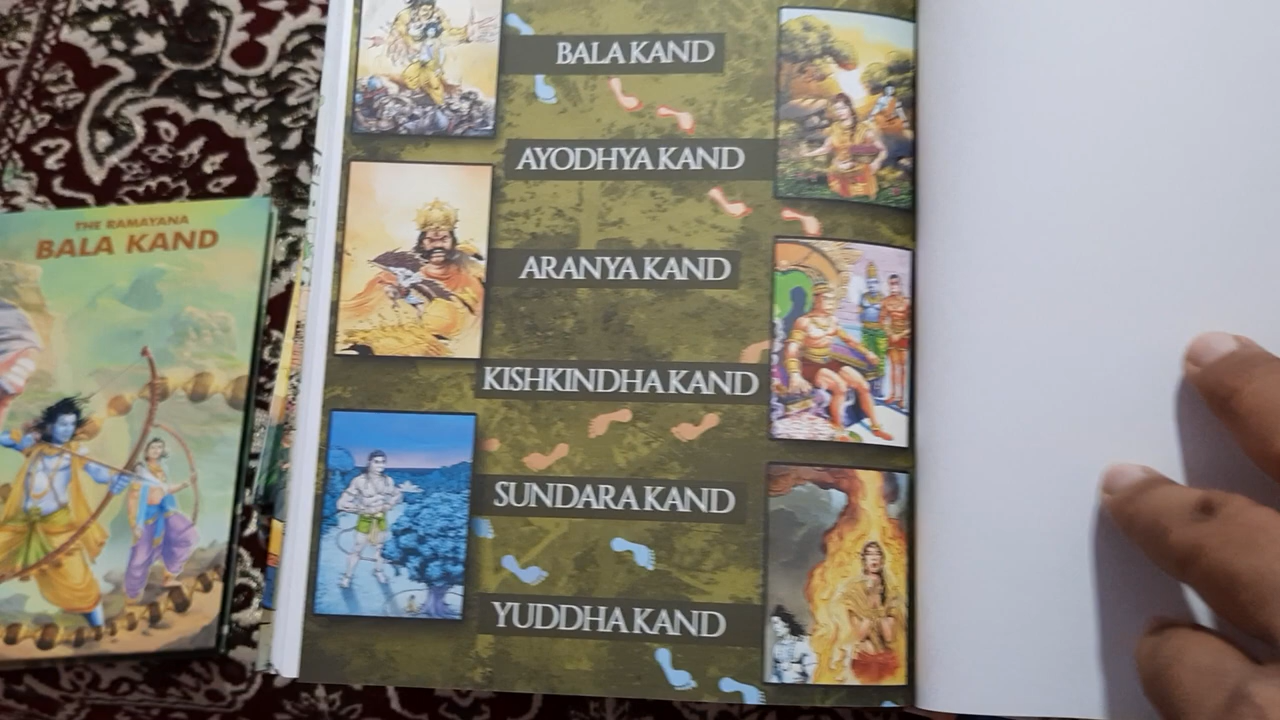 THE RAMAYANA
BALA KAND
BALA KAND
AYODHYA KAND
ARANYA KAND
KISHKINDHA KAND
SUNDARA KAND
YUDDHA KAND